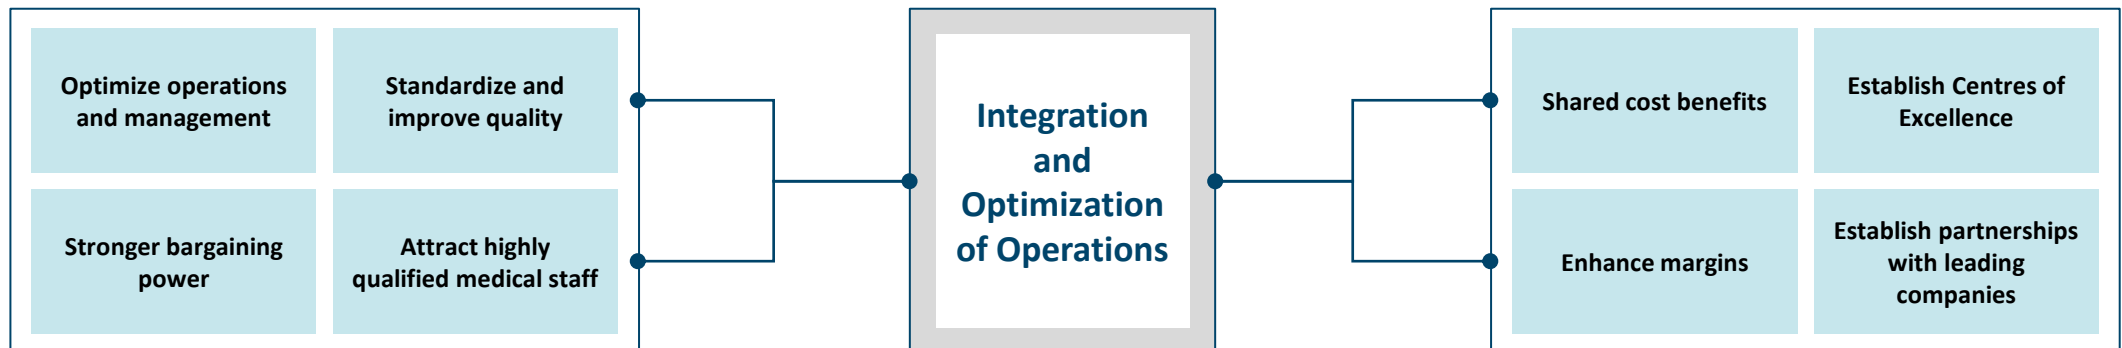 Optimize operations
and management
Standardize and
improve quality
Stronger bargaining
power
Attract highly
qualified medical staff
Integration
and
Optimization
of Operations
Shared cost benefits
Establish Centres of
Excellence
Enhance margins
Establish partnerships
with leading
companies